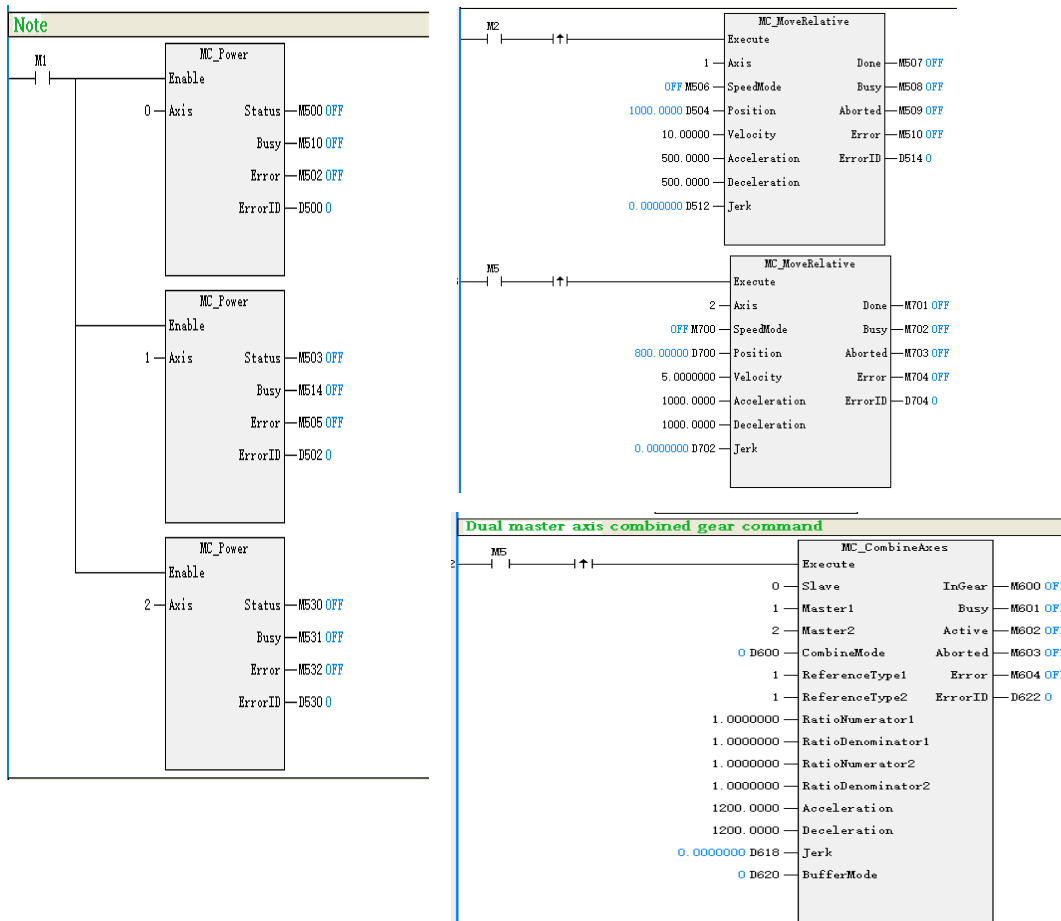 Note
M1
MC_Power
Enable
0 Axis Status M500 OFF
Busy M510 OFF
Error M502 OFF
ErrorID D500 0
MC_Power
Enable
1 Axis Status M503 OFF
Busy M514 OFF
Error M505 OFF
ErrorID D502 0
MC_Power
Enable
2 Axis Status M530 OFF
Busy M531 OFF
Error M532 OFF
ErrorID D530 0
M2
MC_MoveRelative
Execute
1 Axis Done M507 OFF
OFF M506 SpeedMode Busy M508 OFF
1000.0000 D504 Position Aborted M509 OFF
10.00000 Velocity Error M510 OFF
500.0000 Acceleration ErrorID D514 0
500.0000 Deceleration
0.0000000 D512 Jerk
M5
MC_MoveRelative
Execute
2 Axis Done M701 OFF
OFF M700 SpeedMode Busy M702 OFF
800.00000 D700 Position Aborted M703 OFF
5.0000000 Velocity Error M704 OFF
1000.0000 Acceleration ErrorID D704 0
1000.0000 Deceleration
0.0000000 D702 Jerk
Dual master axis combined gear command
M5
MC_CombineAxes
Execute
0 Slave InGear M600 OF
1 Master1 Busy M601 OF
2 Master2 Active M602 OF
0 D600 CombineMode Aborted M603 OF
1 ReferenceType1 Error M604 OF
1 ReferenceType2 ErrorID D622 0
1.0000000 RatioNumerator1
1.0000000 RatioDenominator1
1.0000000 RatioNumerator2
1.0000000 RatioDenominator2
1200.0000 Acceleration
1200.0000 Deceleration
0.0000000 D618 Jerk
0 D620 BufferMode